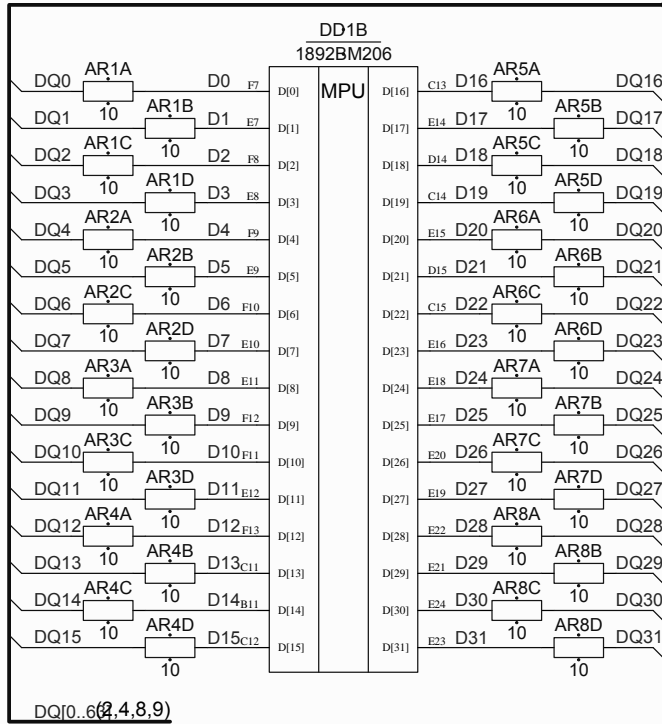 DD1B
1892BM206
MPU
DQ0 AR1A 10 D0 F7 D[0] D[16] C13 D16 AR5A 10 DQ16
DQ1 AR1B 10 D1 E7 D[1] D[17] E14 D17 AR5B 10 DQ17
DQ2 AR1C 10 D2 F8 D[2] D[18] D14 D18 AR5C 10 DQ18
DQ3 AR1D 10 D3 E8 D[3] D[19] C14 D19 AR5D 10 DQ19
DQ4 AR2A 10 D4 F9 D[4] D[20] E15 D20 AR6A 10 DQ20
DQ5 AR2B 10 D5 E9 D[5] D[21] D15 D21 AR6B 10 DQ21
DQ6 AR2C 10 D6 F10 D[6] D[22] C15 D22 AR6C 10 DQ22
DQ7 AR2D 10 D7 E10 D[7] D[23] E16 D23 AR6D 10 DQ23
DQ8 AR3A 10 D8 E11 D[8] D[24] E18 D24 AR7A 10 DQ24
DQ9 AR3B 10 D9 F12 D[9] D[25] E17 D25 AR7B 10 DQ25
DQ10 AR3C 10 D10 F11 D[10] D[26] E20 D26 AR7C 10 DQ26
DQ11 AR3D 10 D11 E12 D[11] D[27] E19 D27 AR7D 10 DQ27
DQ12 AR4A 10 D12 F13 D[12] D[28] E22 D28 AR8A 10 DQ28
DQ13 AR4B 10 D13 C11 D[13] D[29] E21 D29 AR8B 10 DQ29
DQ14 AR4C 10 D14 B11 D[14] D[30] E24 D30 AR8C 10 DQ30
DQ15 AR4D 10 D15 C12 D[15] D[31] E23 D31 AR8D 10 DQ31
DQ[0..63] (2,4,8,9)